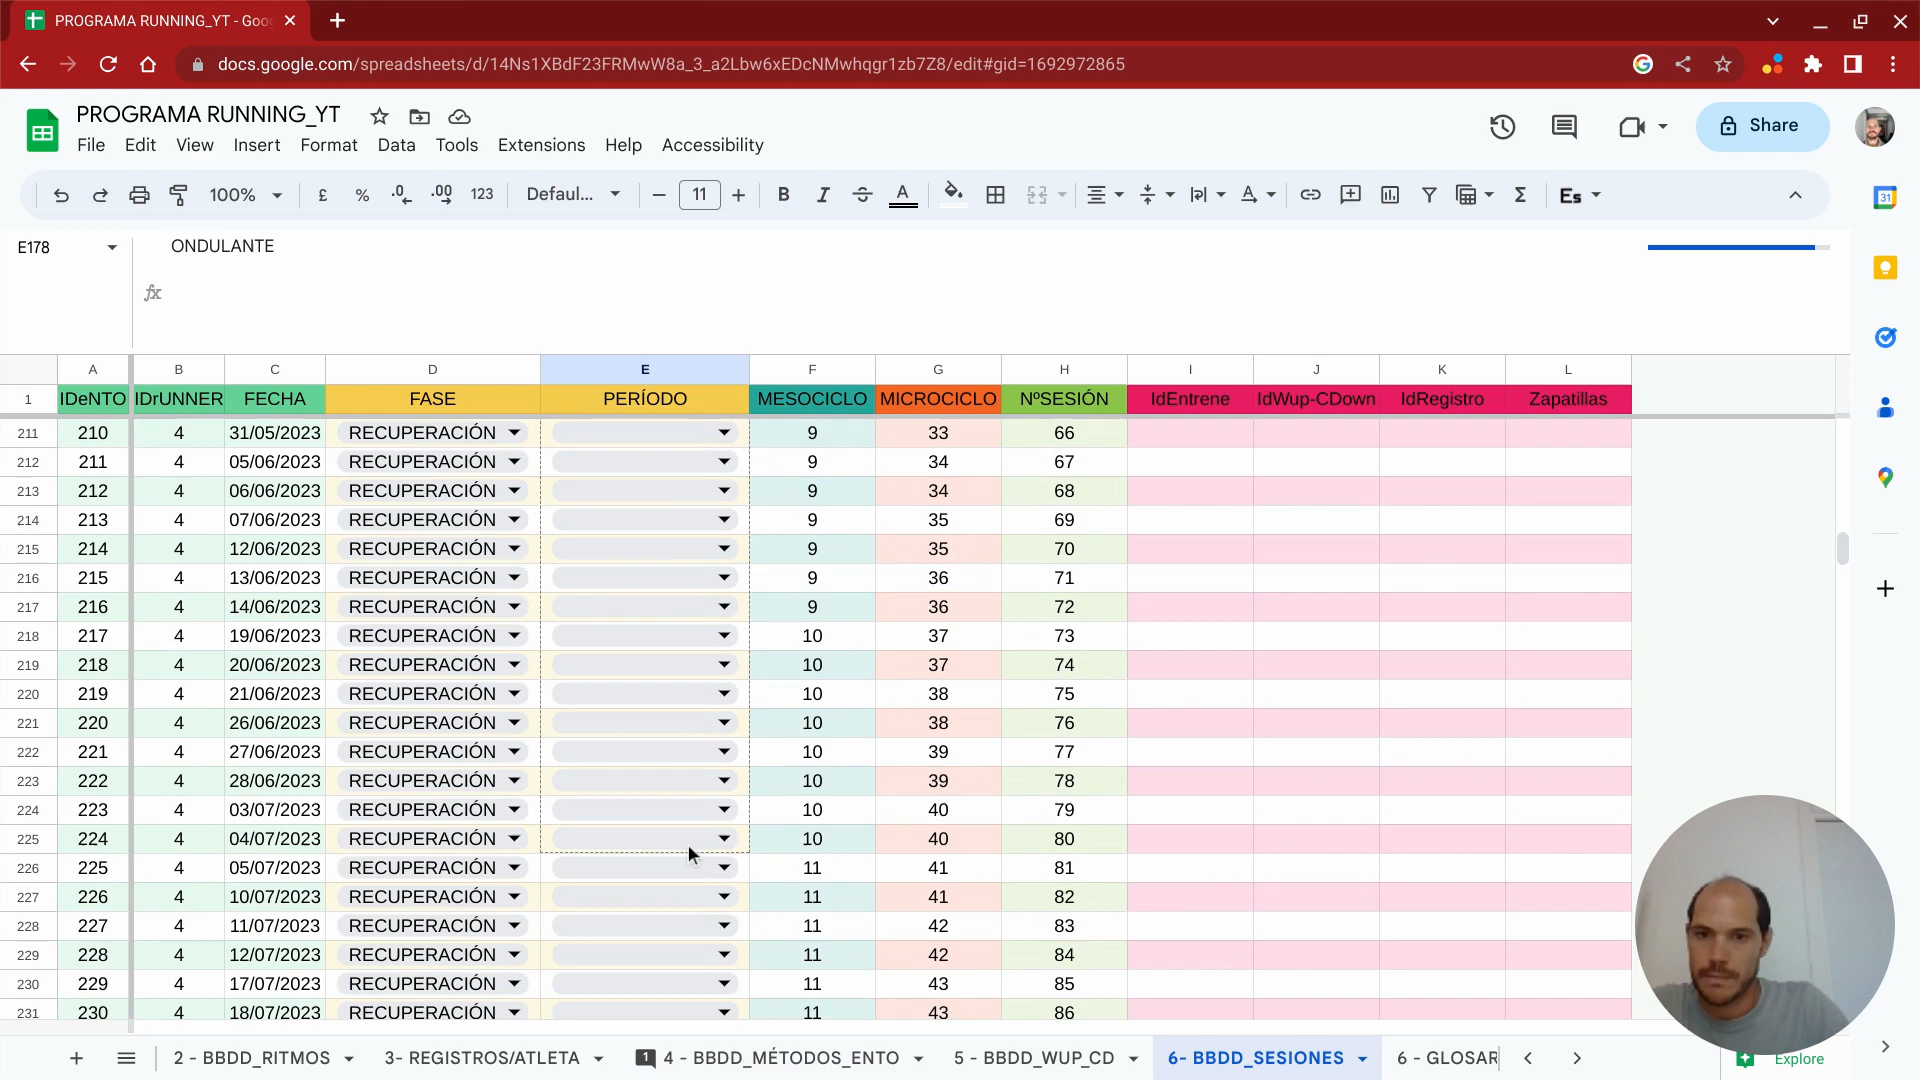 PROGRAMA RUNNING_YT - Goo
docs.google.com/spreadsheets/d/14Ns1XBdF23FRMwW8a_3_a2Lbw6xEDcNMwhqgr1zb7Z8/edit#gid=1692972865
PROGRAMA RUNNING_YT
File Edit View Insert Format Data Tools Extensions Help Accessibility
Share
31
100% £ % .0 .00 123 Defaul... 11 B I S A Σ Es
E178 ONDULANTE
fx
A B C D E F G H I J K L
1 IDeNTO IDrUNNER FECHA FASE PERÍODO MESOCICLO MICROCICLO NºSESIÓN IdEntrene IdWup-CDown IdRegistro Zapatillas
211 210 4 31/05/2023 RECUPERACIÓN 9 33 66
212 211 4 05/06/2023 RECUPERACIÓN 9 34 67
213 212 4 06/06/2023 RECUPERACIÓN 9 34 68
214 213 4 07/06/2023 RECUPERACIÓN 9 35 69
215 214 4 12/06/2023 RECUPERACIÓN 9 35 70
216 215 4 13/06/2023 RECUPERACIÓN 9 36 71
217 216 4 14/06/2023 RECUPERACIÓN 9 36 72
218 217 4 19/06/2023 RECUPERACIÓN 10 37 73
219 218 4 20/06/2023 RECUPERACIÓN 10 37 74
220 219 4 21/06/2023 RECUPERACIÓN 10 38 75
221 220 4 26/06/2023 RECUPERACIÓN 10 38 76
222 221 4 27/06/2023 RECUPERACIÓN 10 39 77
223 222 4 28/06/2023 RECUPERACIÓN 10 39 78
224 223 4 03/07/2023 RECUPERACIÓN 10 40 79
225 224 4 04/07/2023 RECUPERACIÓN 10 40 80
226 225 4 05/07/2023 RECUPERACIÓN 11 41 81
227 226 4 10/07/2023 RECUPERACIÓN 11 41 82
228 227 4 11/07/2023 RECUPERACIÓN 11 42 83
229 228 4 12/07/2023 RECUPERACIÓN 11 42 84
230 229 4 17/07/2023 RECUPERACIÓN 11 43 85
231 230 4 18/07/2023 RECUPERACIÓN 11 43 86
2 - BBDD_RITMOS 3- REGISTROS/ATLETA 1 4 - BBDD_MÉTODOS_ENTO 5 - BBDD_WUP_CD 6- BBDD_SESIONES 6 - GLOSAR Explore